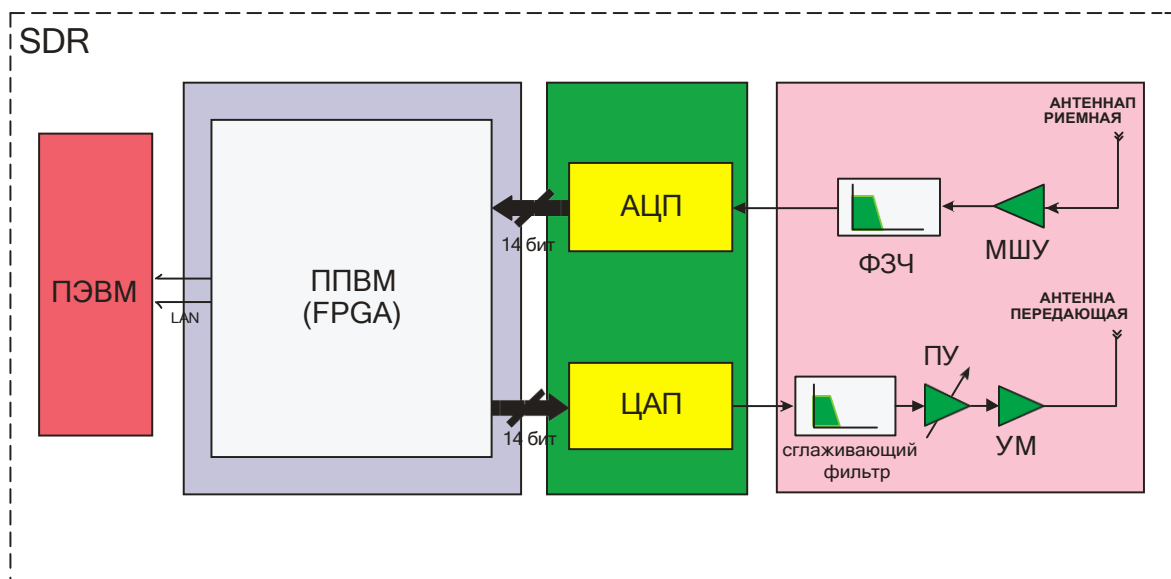 SDR
ПЭВМ
LAN
ППВМ
(FPGA)
14 бит
14 бит
АЦП
ЦАП
АНТЕННАП
РИЕМНАЯ
ФЗЧ
МШУ
АНТЕННА
ПЕРЕДАЮЩАЯ
ПУ
УМ
сглаживающий
фильтр